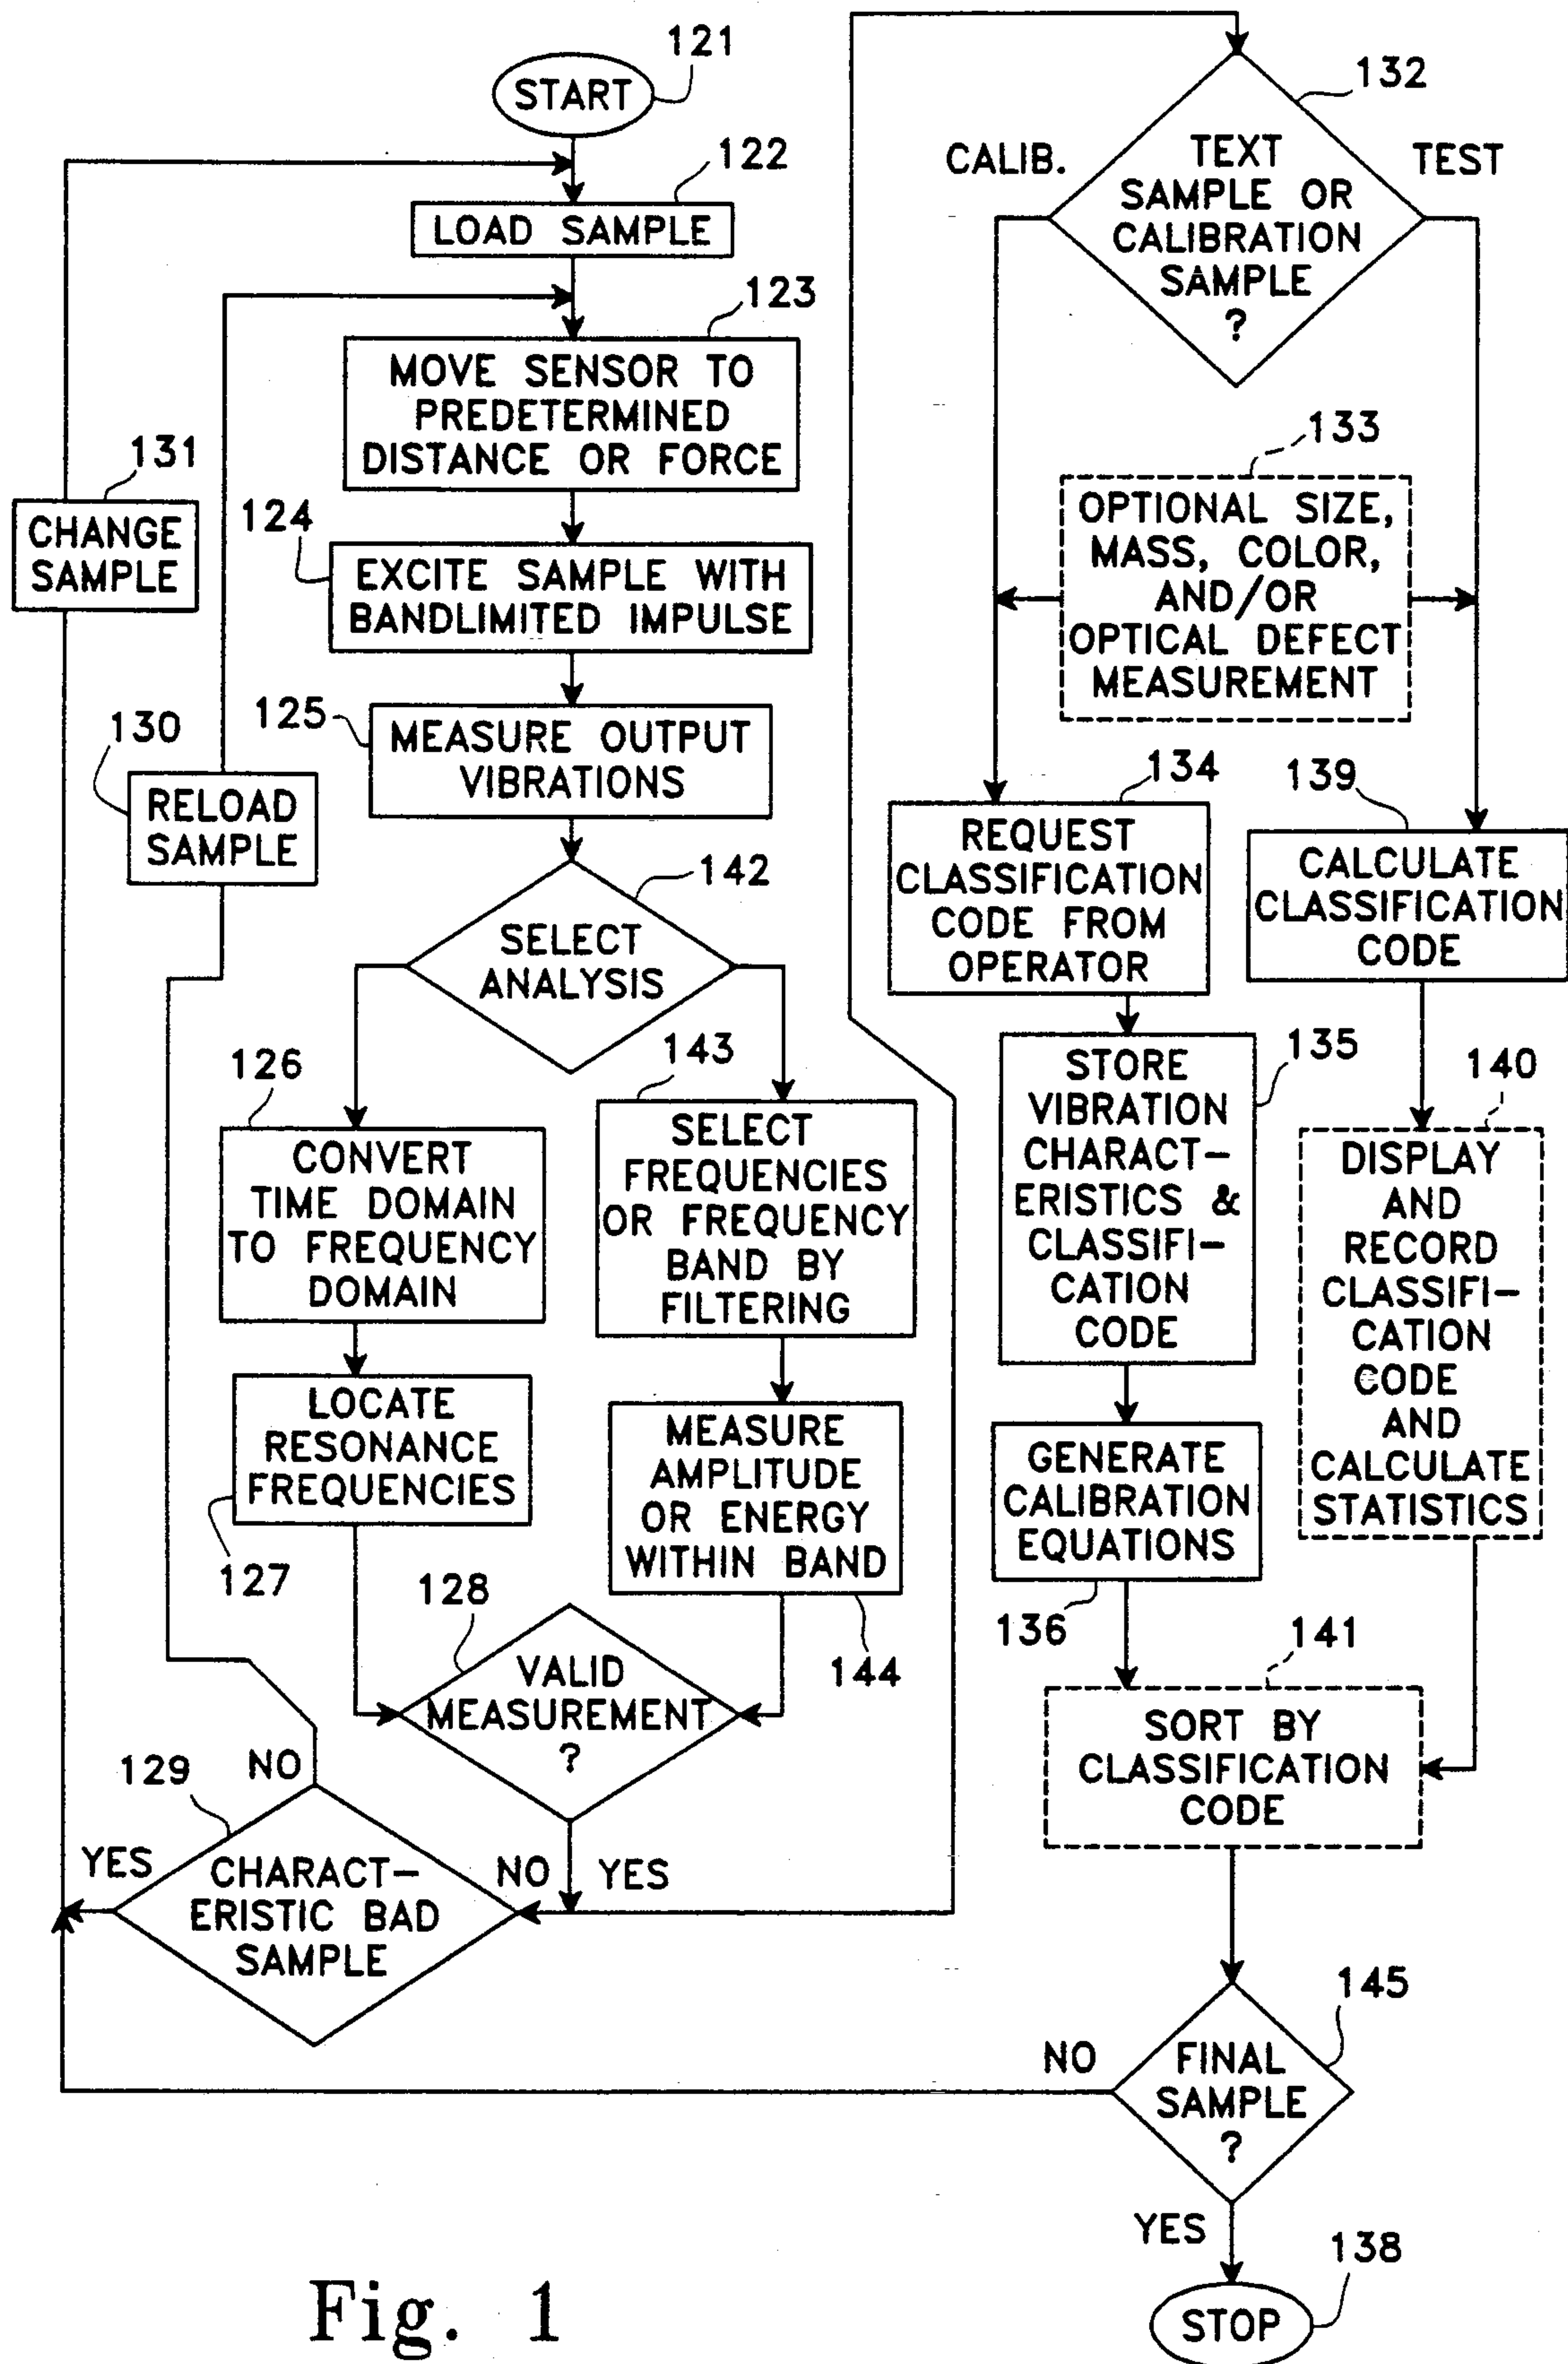 121
START
122
LOAD SAMPLE
123
MOVE SENSOR TO
PREDETERMINED
DISTANCE OR FORCE
131
CHANGE
SAMPLE
124
EXCITE SAMPLE WITH
BANDLIMITED IMPULSE
125
MEASURE OUTPUT
VIBRATIONS
130
RELOAD
SAMPLE
142
SELECT
ANALYSIS
126
CONVERT
TIME DOMAIN
TO FREQUENCY
DOMAIN
143
SELECT
FREQUENCIES
OR FREQUENCY
BAND BY
FILTERING
LOCATE
RESONANCE
FREQUENCIES
127
MEASURE
AMPLITUDE
OR ENERGY
WITHIN BAND
144
128
VALID
MEASUREMENT
?
129
NO
YES
CHARACT-
ERISTIC BAD
SAMPLE
NO
YES
132
CALIB.
TEXT
SAMPLE OR
CALIBRATION
SAMPLE
?
TEST
133
OPTIONAL SIZE,
MASS, COLOR,
AND/OR
OPTICAL DEFECT
MEASUREMENT
134
REQUEST
CLASSIFICATION
CODE FROM
OPERATOR
139
CALCULATE
CLASSIFICATION
CODE
135
STORE
VIBRATION
CHARACT-
ERISTICS &
CLASSIFI-
CATION
CODE
140
DISPLAY
AND
RECORD
CLASSIFI-
CATION
CODE
AND
CALCULATE
STATISTICS
GENERATE
CALIBRATION
EQUATIONS
136
141
SORT BY
CLASSIFICATION
CODE
145
NO
FINAL
SAMPLE
?
YES
138
STOP
Fig. 1